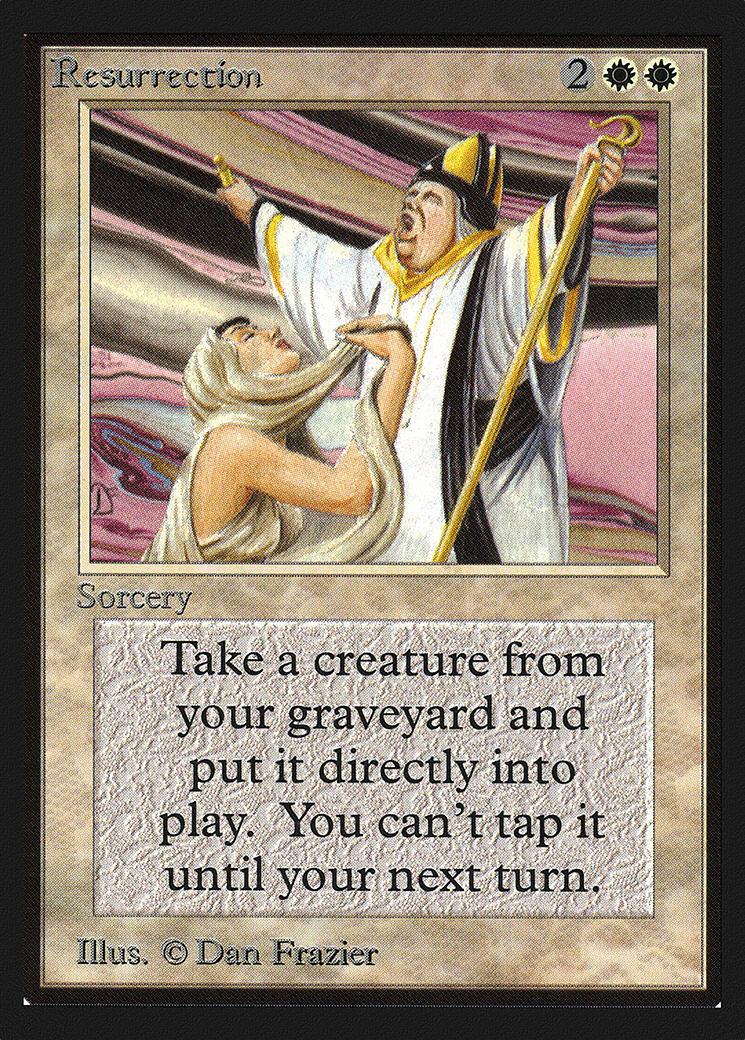 Resurrection 2
Sorcery
Take a creature from
your graveyard and
put it directly into
play. You can't tap it
until your next turn.
Illus. © Dan Frazier